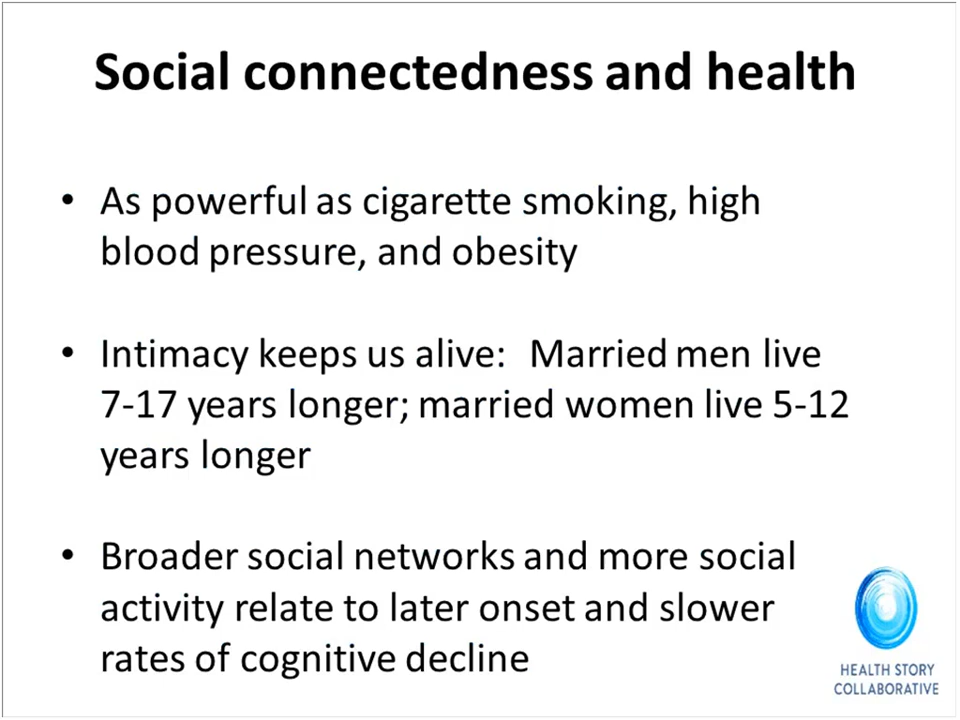 Social connectedness and health
• As powerful as cigarette smoking, high
blood pressure, and obesity
• Intimacy keeps us alive: Married men live
7-17 years longer; married women live 5-12
years longer
• Broader social networks and more social
activity relate to later onset and slower
rates of cognitive decline
HEALTH STORY
COLLABORATIVE